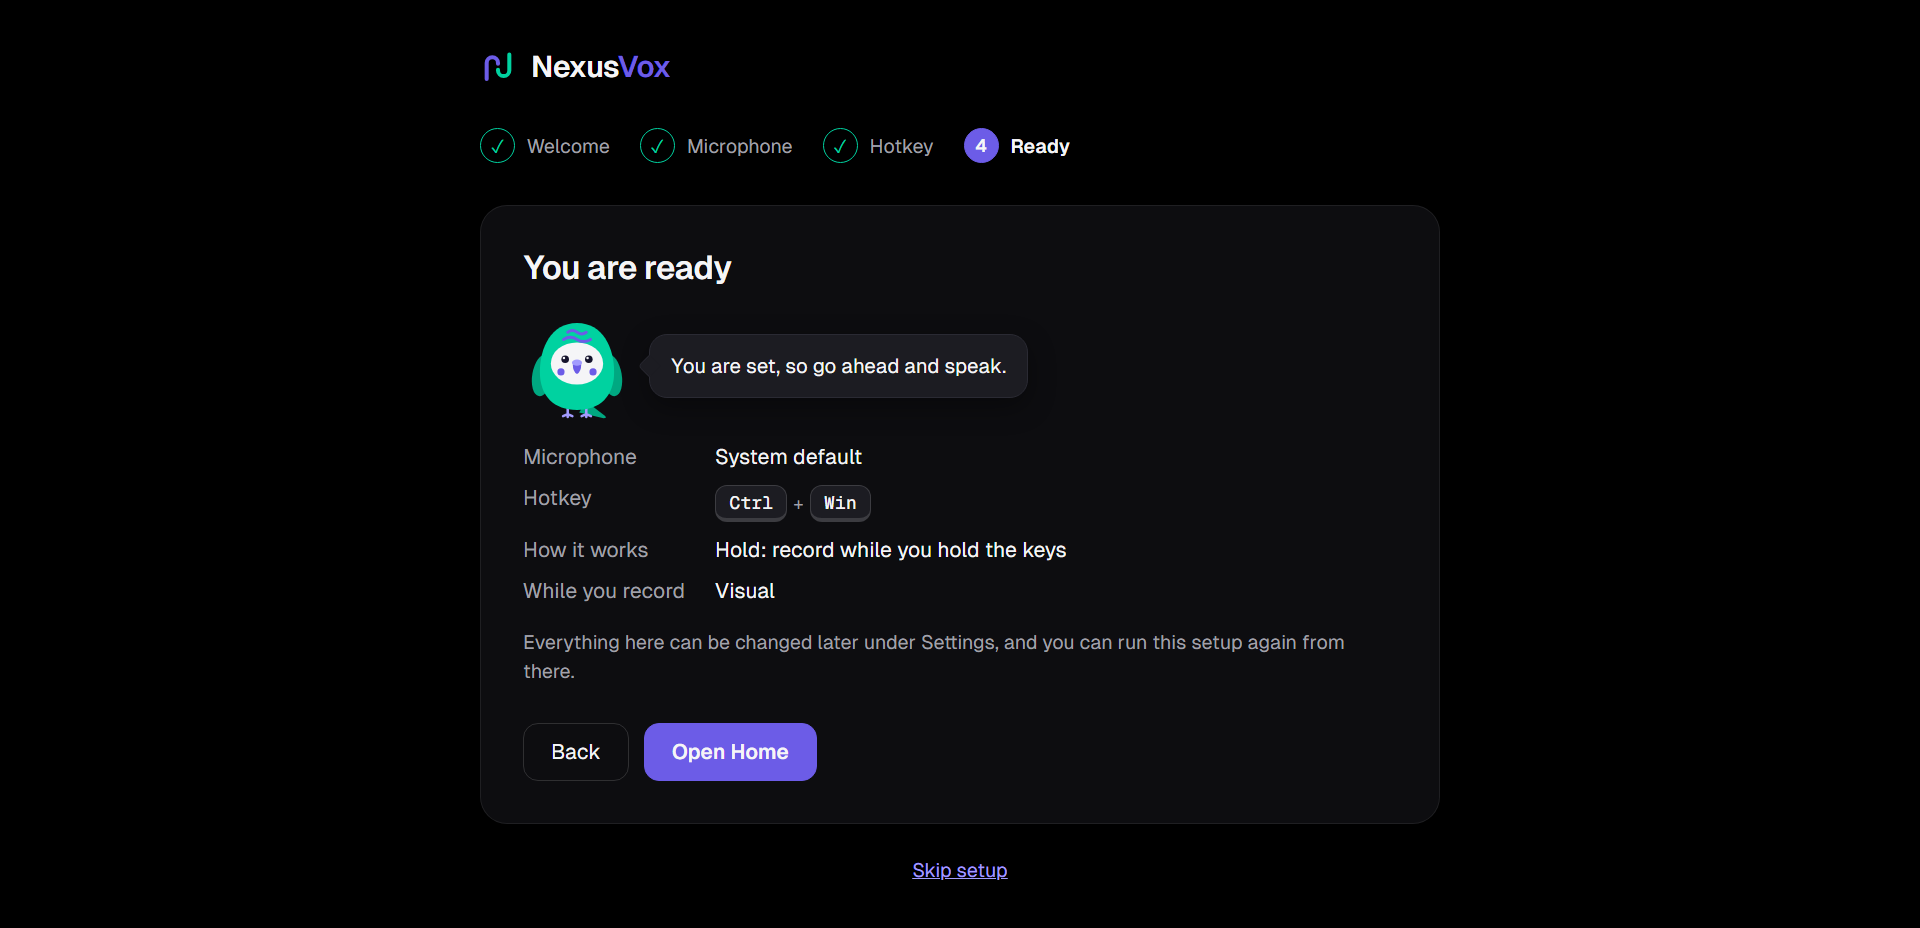 NexusVox
✓ Welcome ✓ Microphone ✓ Hotkey 4 Ready
You are ready
You are set, so go ahead and speak.
Microphone System default
Hotkey Ctrl + Win
How it works Hold: record while you hold the keys
While you record Visual
Everything here can be changed later under Settings, and you can run this setup again from
there.
Back Open Home
Skip setup